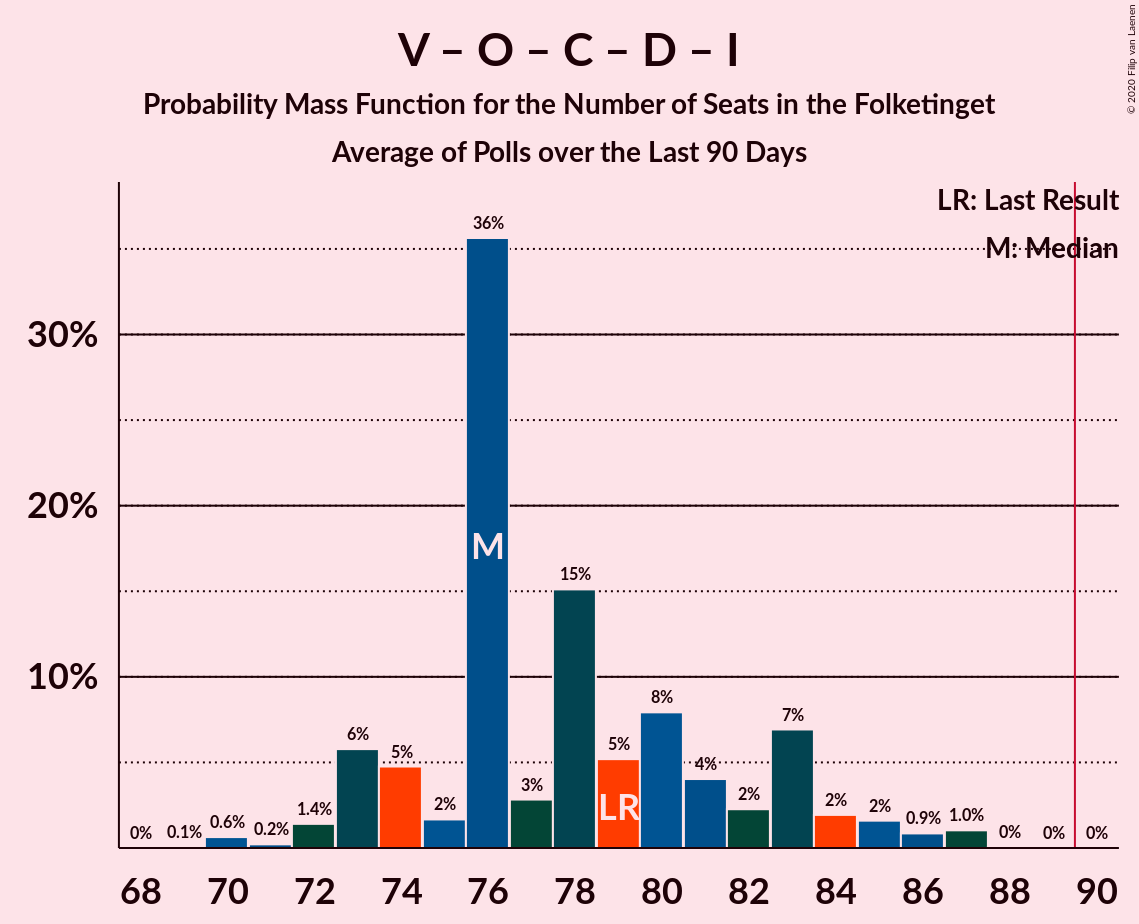 V – O – C – D – I
Probability Mass Function for the Number of Seats in the Folketinget
Average of Polls over the Last 90 Days
© 2020 Filip van Laenen
LR: Last Result
M: Median
30%
20%
10%
0%
0.1%
0.6%
0.2%
1.4%
6%
5%
2%
36%
3%
15%
5%
8%
4%
2%
7%
2%
2%
0.9%
1.0%
0%
0%
0%
M
LR
68 70 72 74 76 78 80 82 84 86 88 90